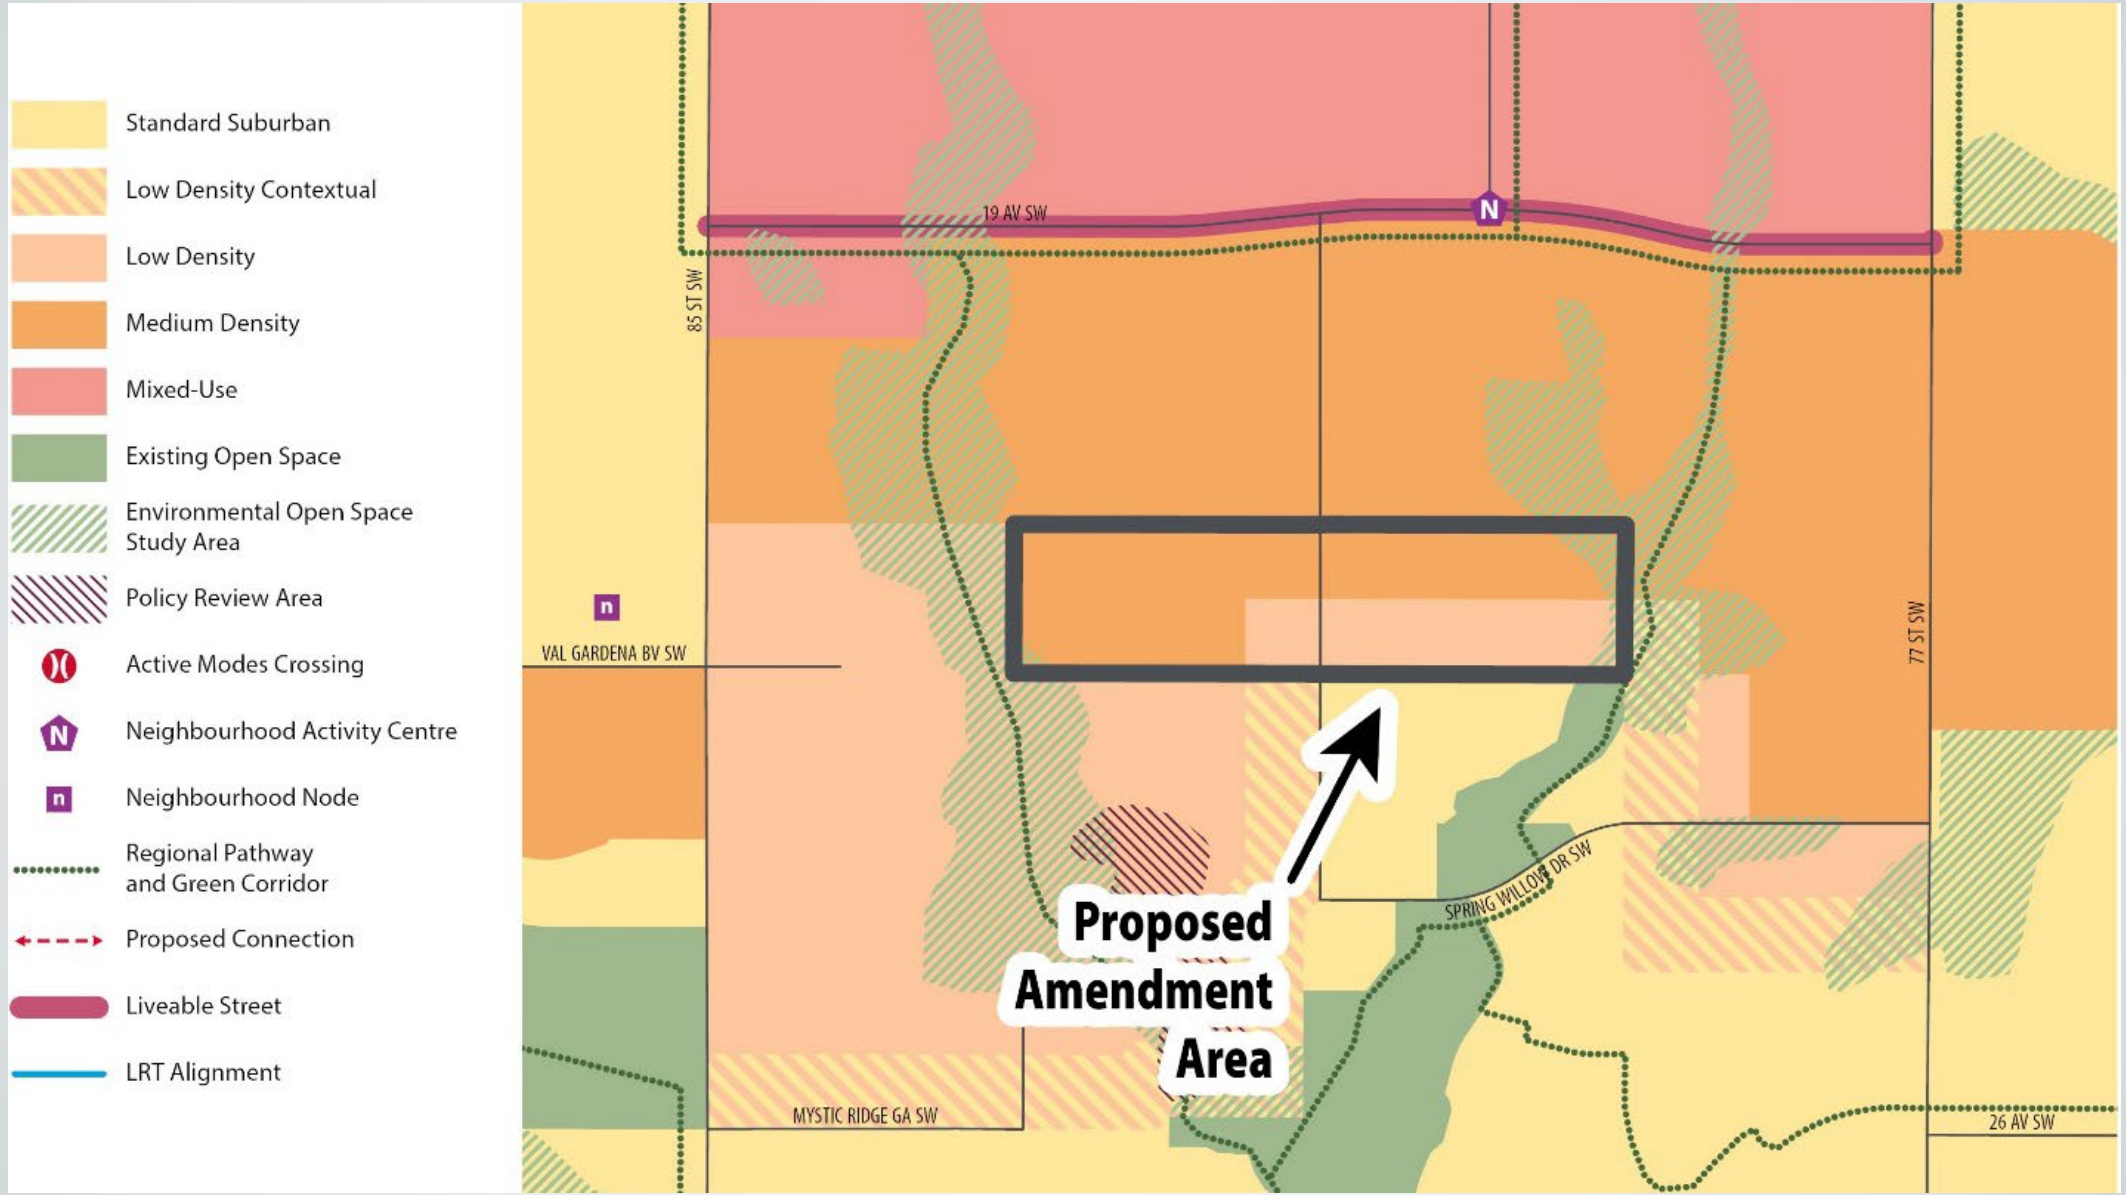 Standard Suburban
Low Density Contextual
Low Density
Medium Density
Mixed-Use
Existing Open Space
Environmental Open Space
Study Area
Policy Review Area
Active Modes Crossing
N
Neighbourhood Activity Centre
n
Neighbourhood Node
Regional Pathway
and Green Corridor
Proposed Connection
Liveable Street
LRT Alignment
19 AV SW
N
85 ST SW
n
VAL GARDENA BV SW
77 ST SW
SPRING WILLOW DR SW
Proposed
Amendment
Area
MYSTIC RIDGE GA SW
26 AV SW